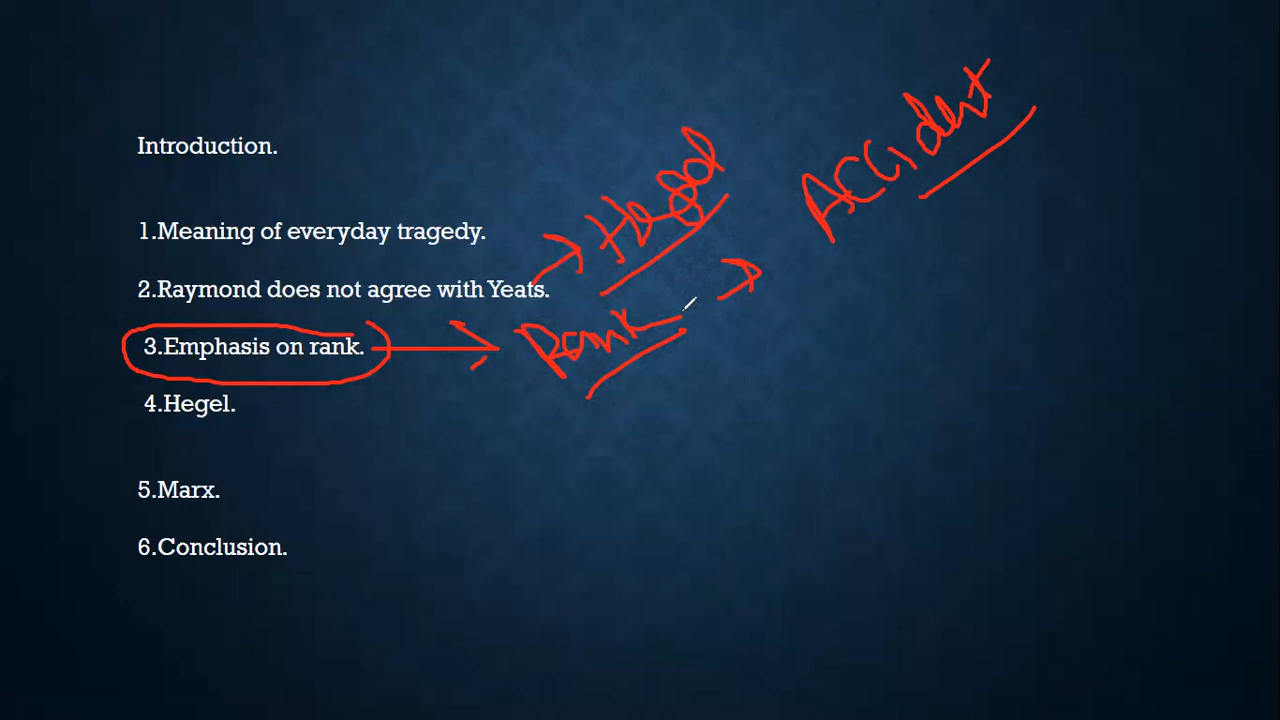 ACCident
Introduction.
1.Meaning of everyday tragedy.
2.Raymond does not agree with Yeats.
3.Emphasis on rank.
Rank
4.Hegel.
5.Marx.
6.Conclusion.